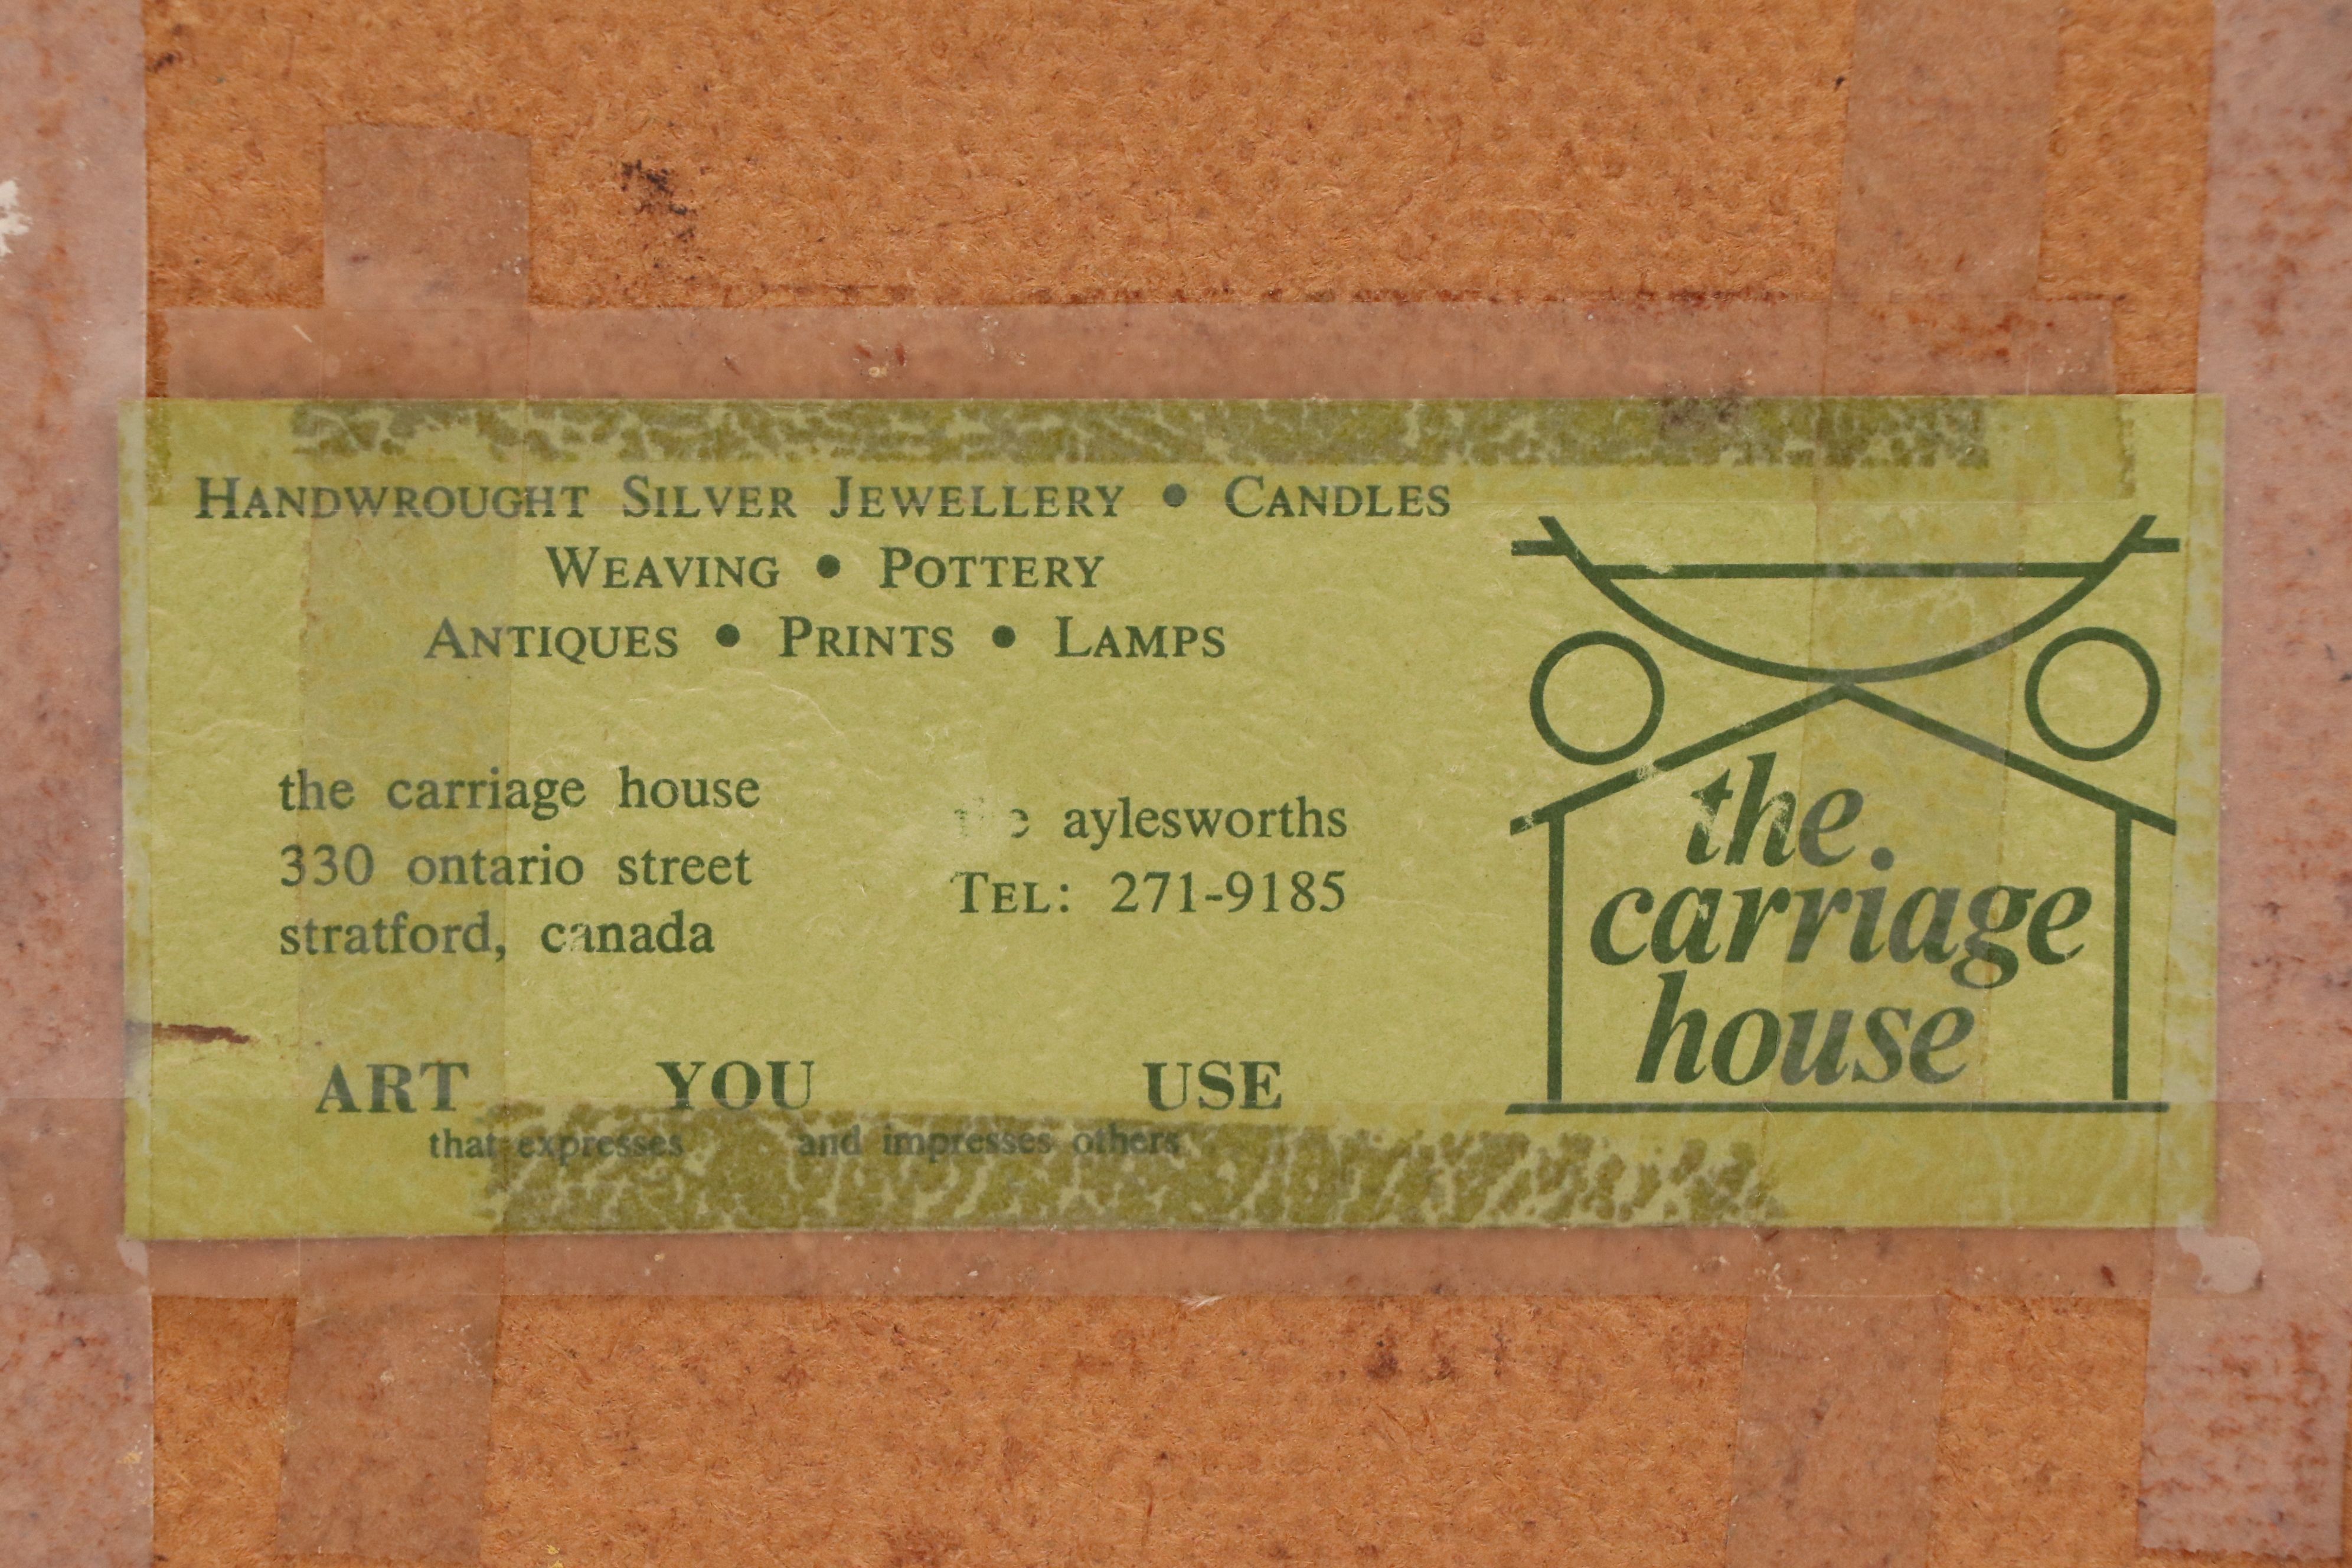 HANDWROUGHT SILVER JEWELLERY • CANDLES
WEAVING • POTTERY
ANTIQUES • PRINTS • LAMPS
the carriage house
330 ontario street
stratford, canada
the aylesworths
TEL: 271-9185
ART YOU USE
that expresses and impresses others
the
carriage
house